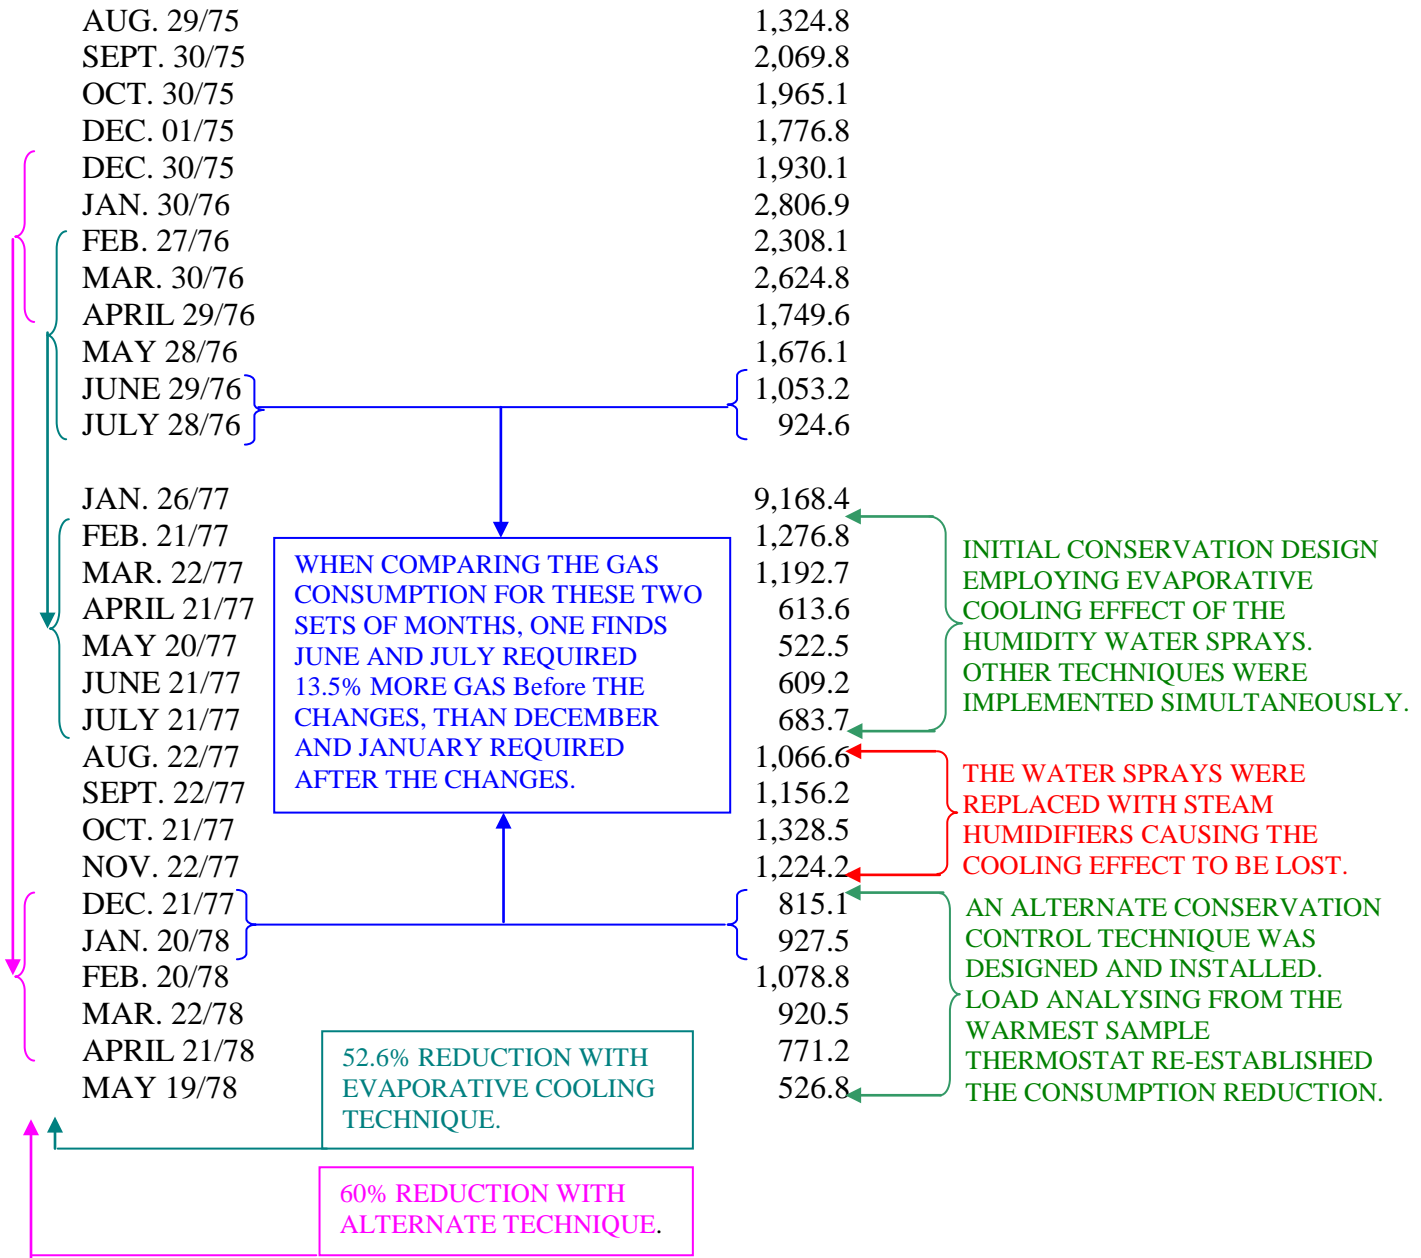 AUG. 29/75 1,324.8
SEPT. 30/75 2,069.8
OCT. 30/75 1,965.1
DEC. 01/75 1,776.8
DEC. 30/75 1,930.1
JAN. 30/76 2,806.9
FEB. 27/76 2,308.1
MAR. 30/76 2,624.8
APRIL 29/76 1,749.6
MAY 28/76 1,676.1
JUNE 29/76 1,053.2
JULY 28/76 924.6
JAN. 26/77 9,168.4
FEB. 21/77 1,276.8
MAR. 22/77 1,192.7
APRIL 21/77 613.6
MAY 20/77 522.5
JUNE 21/77 609.2
JULY 21/77 683.7
AUG. 22/77 1,066.6
SEPT. 22/77 1,156.2
OCT. 21/77 1,328.5
NOV. 22/77 1,224.2
DEC. 21/77 815.1
JAN. 20/78 927.5
FEB. 20/78 1,078.8
MAR. 22/78 920.5
APRIL 21/78 771.2
MAY 19/78 526.8
WHEN COMPARING THE GAS
CONSUMPTION FOR THESE TWO
SETS OF MONTHS, ONE FINDS
JUNE AND JULY REQUIRED
13.5% MORE GAS Before THE
CHANGES, THAN DECEMBER
AND JANUARY REQUIRED
AFTER THE CHANGES.
INITIAL CONSERVATION DESIGN
EMPLOYING EVAPORATIVE
COOLING EFFECT OF THE
HUMIDITY WATER SPRAYS.
OTHER TECHNIQUES WERE
IMPLEMENTED SIMULTANEOUSLY.
THE WATER SPRAYS WERE
REPLACED WITH STEAM
HUMIDIFIERS CAUSING THE
COOLING EFFECT TO BE LOST.
AN ALTERNATE CONSERVATION
CONTROL TECHNIQUE WAS
DESIGNED AND INSTALLED.
LOAD ANALYSING FROM THE
WARMEST SAMPLE
THERMOSTAT RE-ESTABLISHED
THE CONSUMPTION REDUCTION.
52.6% REDUCTION WITH
EVAPORATIVE COOLING
TECHNIQUE.
60% REDUCTION WITH
ALTERNATE TECHNIQUE.